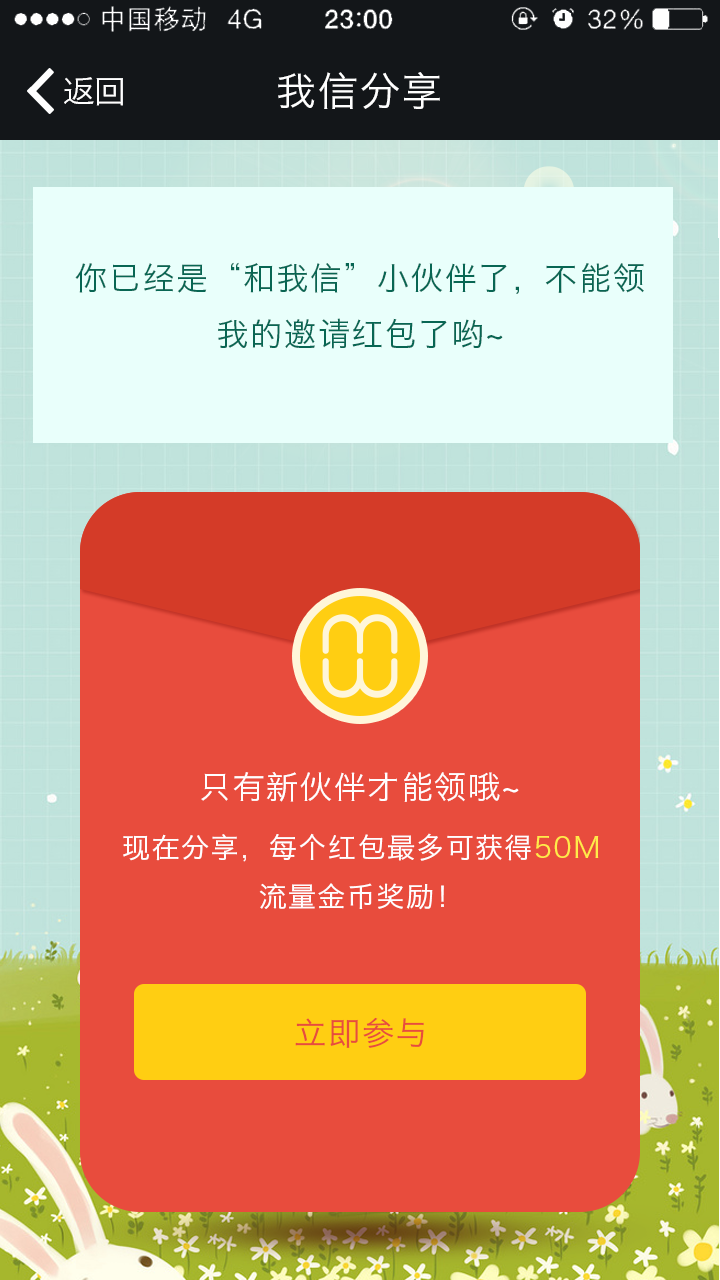 中国移动 4G 23:00 32%
返回 我信分享
你已经是“和我信”小伙伴了，不能领
我的邀请红包了哟~
只有新伙伴才能领哦~
现在分享，每个红包最多可获得50M
流量金币奖励！
立即参与